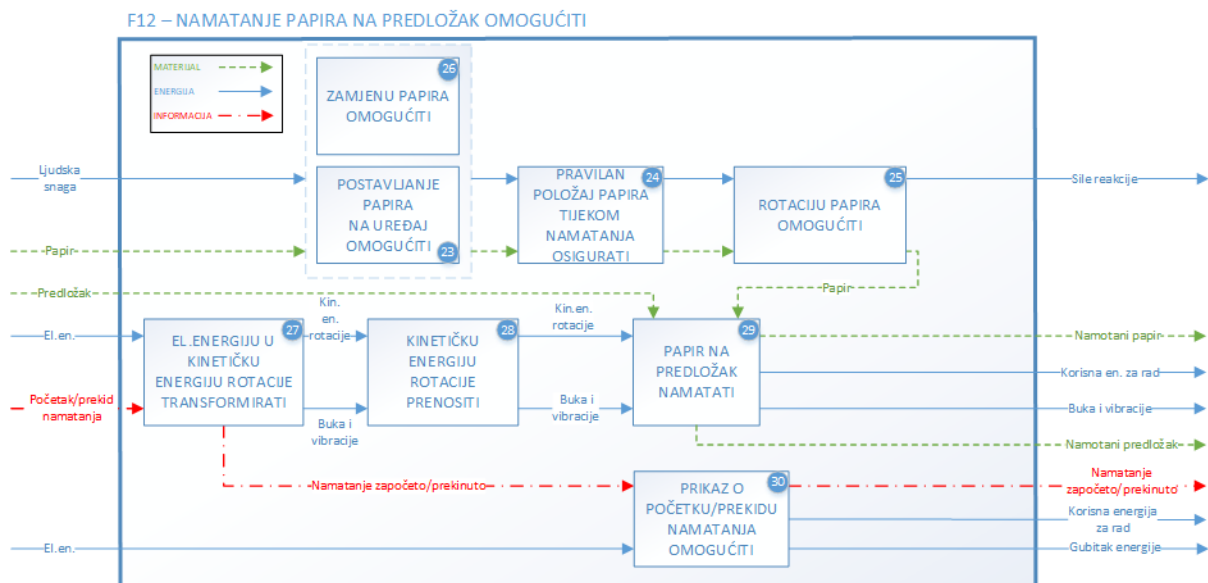 F12 – NAMATANJE PAPIRA NA PREDLOŽAK OMOGUĆITI
MATERIJAL
ENERGIJA
INFORMACIJA
26
ZAMJENU PAPIRA
OMOGUĆITI
Ljudska
snaga
POSTAVLJANJE
PAPIRA
NA UREĐAJ
OMOGUĆITI
23
24
PRAVILAN
POLOŽAJ PAPIRA
TIJEKOM
NAMATANJA
OSIGURATI
25
ROTACIJU PAPIRA
OMOGUĆITI
Sile reakcije
Papir
Papir
Predložak
El.en.
27
EL.ENERGIJU U
KINETIČKU
ENERGIJU ROTACIJE
TRANSFORMIRATI
Kin.
en.
rotacije
Buka i
vibracije
28
KINETIČKU
ENERGIJU
ROTACIJE
PRENOSITI
Kin.en.
rotacije
Buka i
vibracije
29
PAPIR NA
PREDLOŽAK
NAMATATI
Namotani papir
Korisna en. za rad
Buka i vibracije
Namotani predložak
Početak/prekid
namatanja
Namatanje započeto/prekinuto
30
PRIKAZ O
POČETKU/PREKIDU
NAMATANJA
OMOGUĆITI
Namatanje
započeto/prekinuto
Korisna energija
za rad
Gubitak energije
El.en.